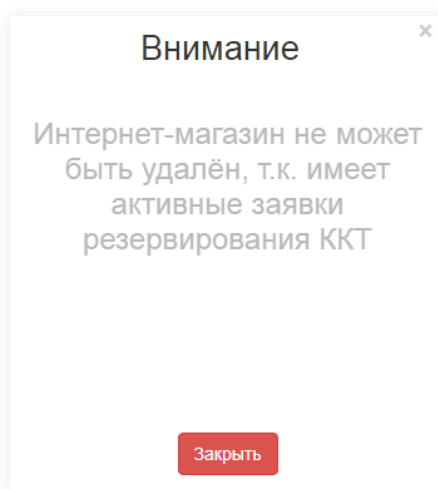 ×
Внимание
Интернет-магазин не может
быть удалён, т.к. имеет
активные заявки
резервирования ККТ
Закрыть